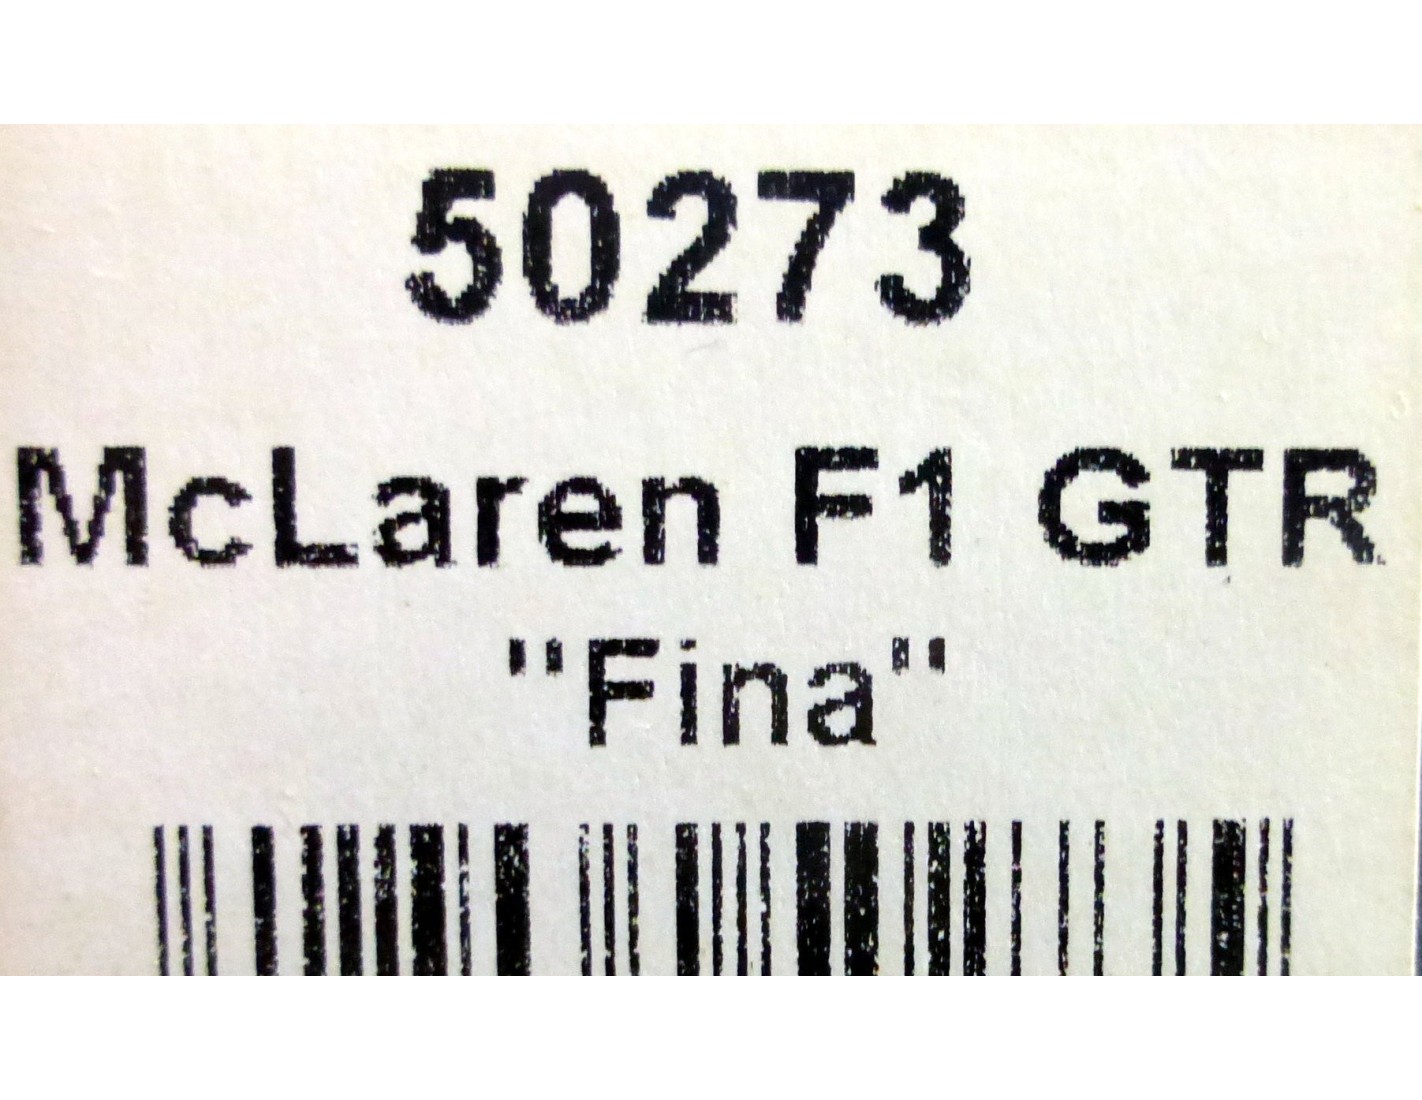 50273
McLaren F1 GTR
"Fina"